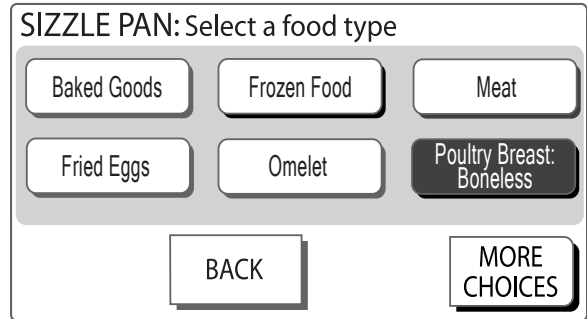 SIZZLE PAN: Select a food type
Baked Goods
Frozen Food
Meat
Fried Eggs
Omelet
Poultry Breast:
Boneless
BACK
MORE
CHOICES